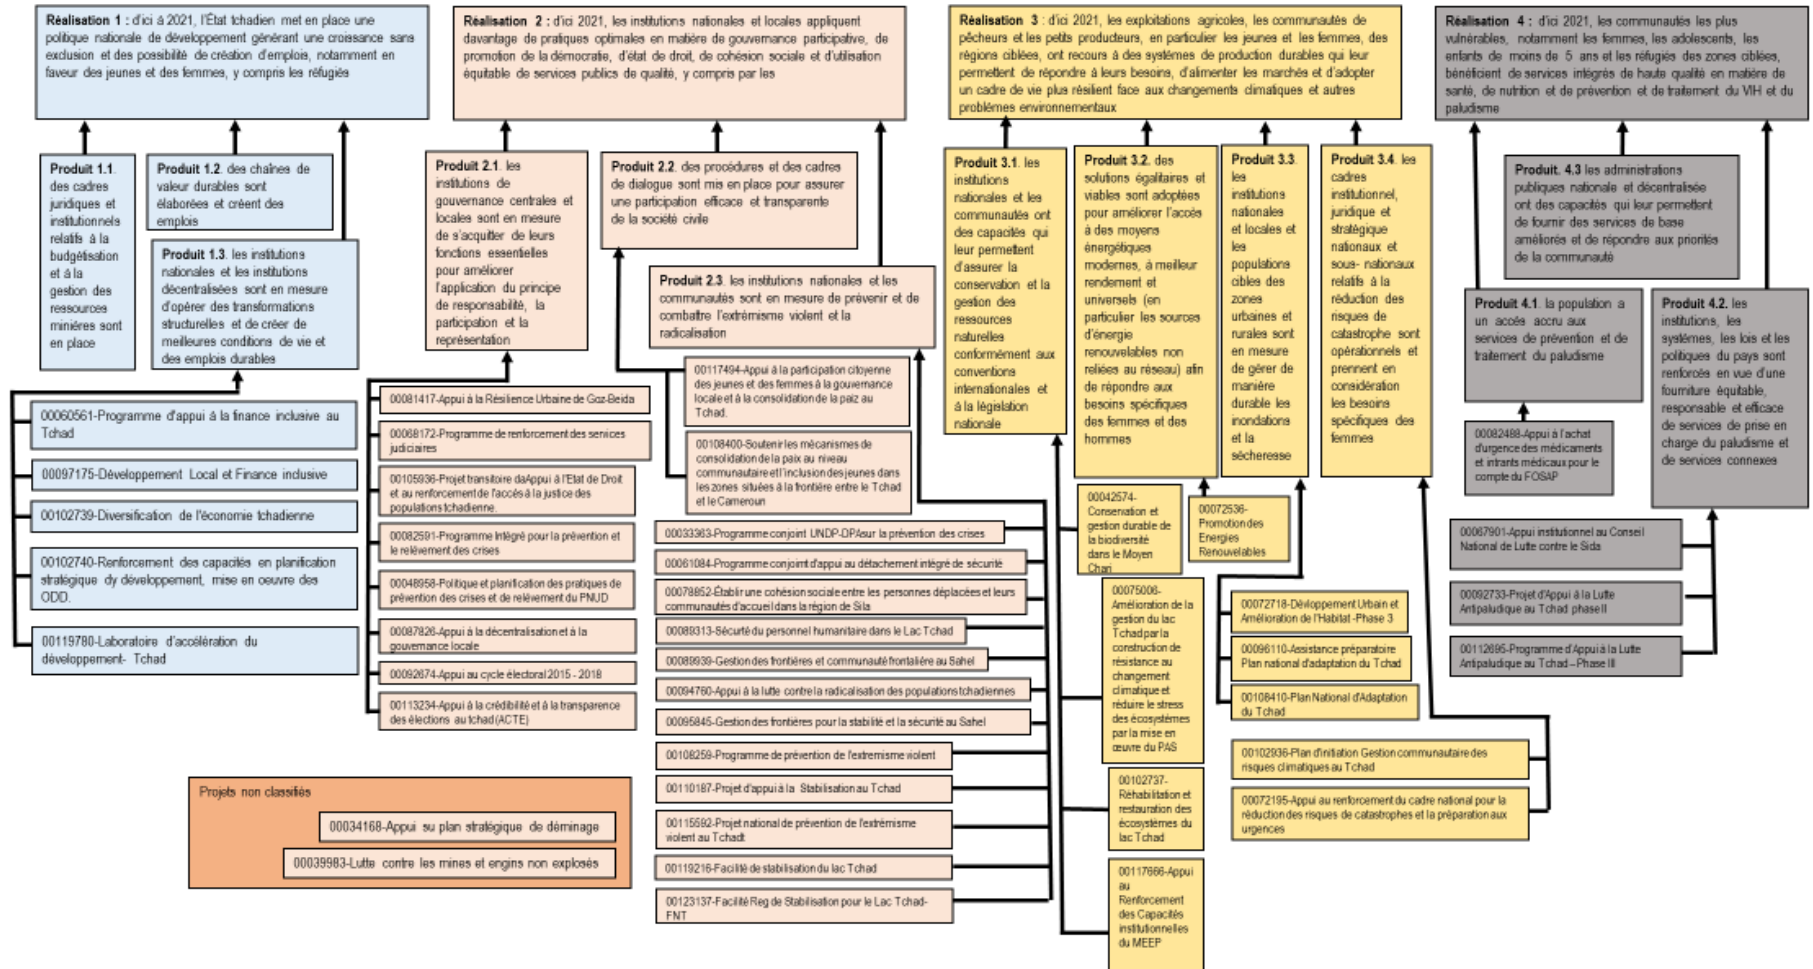 Réalisation 1 : d'ici à 2021, l'État tchadien met en place une
politique nationale de développement générant une croissance sans
exclusion et des possibilité de création d'emplois, notamment en
faveur des jeunes et des femmes, y compris les réfugiés
Réalisation 2 : d'ici 2021, les institutions nationales et locales appliquent
davantage de pratiques optimales en matière de gouvernance participative, de
promotion de la démocratie, d'état de droit, de cohésion sociale et d'utilisation
équitable de services publics de qualité, y compris par les
Réalisation 3 : d'ici 2021, les exploitations agricoles, les communautés de
pêcheurs et les petits producteurs, en particulier les jeunes et les femmes, des
régions ciblées, ont recours à des systèmes de production durables qui leur
permettent de répondre à leurs besoins, d'alimenter les marchés et d'adopter
un cadre de vie plus résilient face aux changements climatiques et autres
problèmes environnementaux
Réalisation 4 : d'ici 2021, les communautés les plus
vulnérables, notamment les femmes, les adolescents, les
enfants de moins de 5 ans et les réfugiés des zones ciblées,
bénéficient de services intégrés de haute qualité en matière de
santé, de nutrition et de prévention et de traitement du VIH et du
paludisme
Produit 1.1.
des cadres
juridiques et
institutionnels
relatifs à la
budgétisation
et à la
gestion des
ressources
minières sont
en place
Produit 1.2. des chaînes de
valeur durables sont
élaborées et créent des
emplois
Produit 1.3. les institutions
nationales et les institutions
décentralisées sont en mesure
d'opérer des transformations
structurelles et de créer de
meilleures conditions de vie et
des emplois durables
00060561-Programme d'appui à la finance inclusive au
Tchad
00097175-Développement Local et Finance inclusive
00102739-Diversification de l'économie tchadienne
00102740-Renforcement des capacités en planification
stratégique dy développement, mise en oeuvre des
ODD.
00119780-Laboratoire d'accélération du
développement- Tchad
Produit 2.1. les
institutions de
gouvernance centrales et
locales sont en mesure
de s'acquitter de leurs
fonctions essentielles
pour améliorer
l'application du principe
de responsabilité, la
participation et la
représentation
00081417-Appui à la Résilience Urbaine de Goz-Beida
00068172-Programme de renforcement des services
judiciaires
00105936-Projet transitoire daAppui à l'Etat de Droit
et au renforcement de l'accès à la justice des
populations tchadienne.
00082591-Programme Intégré pour la prévention et
le relèvement des crises
00048958-Politique et planification des pratiques de
prévention des crises et de relèvement du PNUD
00087826-Appui à la décentralisation et à la
gouvernance locale
00092674-Appui au cycle électoral 2015 - 2018
00113234-Appui à la crédibilité et à la transparence
des élections au tchad (ACTE)
Produit 2.2. des procédures et des cadres
de dialogue sont mis en place pour assurer
une participation efficace et transparente
de la société civile
Produit 2.3. les institutions nationales et les
communautés sont en mesure de prévenir et de
combattre l'extrémisme violent et la
radicalisation
00117494-Appui à la participation citoyenne
des jeunes et des femmes à la gouvernance
locale et à la consolidation de la paiz au
Tchad.
00108400-Soutenir les mécanismes de
consolidation de la paix au niveau
communautaire et l'inclusion des jeunes dans
les zones situées à la frontière entre le Tchad
et le Cameroun
00033363-Programme conjoint UNDP-DPAsur la prévention des crises
00061084-Programme conjoimt d'appui au détachement intégré de sécurité
00078852-Établir une cohésion sociale entre les personnes déplacées et leurs
communautés d'accueil dans la région de Sila
00089313-Sécurté du personnel humanitaire dans le Lac Tchad
00089939-Gestion des frontières et communauté frontalière au Sahel
00094760-Appui à la lutte contre la radicalisation des populations tchadiennes
00095845-Gestion des frontières pour la stabilité et la sécurité au Sahel
00108259-Programme de prévention de l'extremisme violent
00110187-Projet d'appui à la Stabilisation au Tchad
00115592-Projet national de prévention de l'extrémisme
violent au Tchadt
00119216-Facilité de stabilisation du lac Tchad
00123137-Facilité Reg de Stabilisation pour le Lac Tchad-
FNT
Produit 3.1. les
institutions
nationales et les
communautés ont
des capacités qui
leur permettent
d'assurer la
conservation et la
gestion des
ressources
naturelles
conformément aux
conventions
internationales et
à la législation
nationale
Produit 3.2. des
solutions égalitaires et
viables sont adoptées
pour améliorer l'accès
à des moyens
énergétiques
modernes, à meilleur
rendement et
universels (en
particulier les sources
d'énergie
renouvelables non
reliées au réseau) afin
de répondre aux
besoins spécifiques
des femmes et des
hommes
Produit 3.3.
les
institutions
nationales
et locales et
les
populations
cibles des
zones
urbaines et
rurales sont
en mesure
de gérer de
manière
durable les
inondations
et la
sécheresse
Produit 3.4. les
cadres
institutionnel,
juridique et
stratégique
nationaux et
sous- nationaux
relatifs à la
réduction des
risques de
catastrophe sont
opérationnels et
prennent en
considération
les besoins
spécifiques des
femmes
00042574-
Conservation et
gestion durable de
la biodiversité
dans le Moyen
Chari
00072536-
Promotion des
Energies
Renouvelables
00075006-
Amélioration de la
gestion du lac
Tchad par la
construction de
résistance au
changement
climatique et
réduire le stress
des écosystèmes
par la mise en
œuvre du PAS
00102737-
Réhabilitation et
restauration des
écosystèmes du
lac Tchad
00117666-Appui
au
Renforcement
des Capacités
institutionnelles
du MEEP
00072718-Dévloppement Urbain et
Amélioration de l'Habitat -Phase 3
00096110-Assistance préparatoire
Plan national d'adaptation du Tchad
00108410-Plan National d'Adaptation
du Tchad
00102936-Plan d'initiation Gestion communautaire des
risques climatiques au Tchad
00072195-Appui au renforcement du cadre national pour la
réduction des risques de catastrophes et la préparation aux
urgences
Produit. 4.3 les administrations
publiques nationale et décentralisée
ont des capacités qui leur permettent
de fournir des services de base
améliorés et de répondre aux priorités
de la communauté
Produit 4.1. la population a
un accès accru aux
services de prévention et de
traitement du paludisme
Produit 4.2. les
institutions, les
systèmes, les lois et les
politiques du pays sont
renforcés en vue d'une
fourniture équitable,
responsable et efficace
de services de prise en
charge du paludisme et
de services connexes
00082488-Appui à l'achat
d'urgence des médicaments
et intrants médicaux pour le
compte du FOSAP
00067901-Appui institutionnel au Conseil
National de Lutte contre le Sida
00092733-Projet d'Appui à la Lutte
Antipaludique au Tchad phase II
00112695-Programme d'Appui à la Lutte
Antipaludique au Tchad – Phase III
Projets non classifiés
00034168-Appui su plan stratégique de déminage
00039983-Lutte contre les mines et engins non explosés